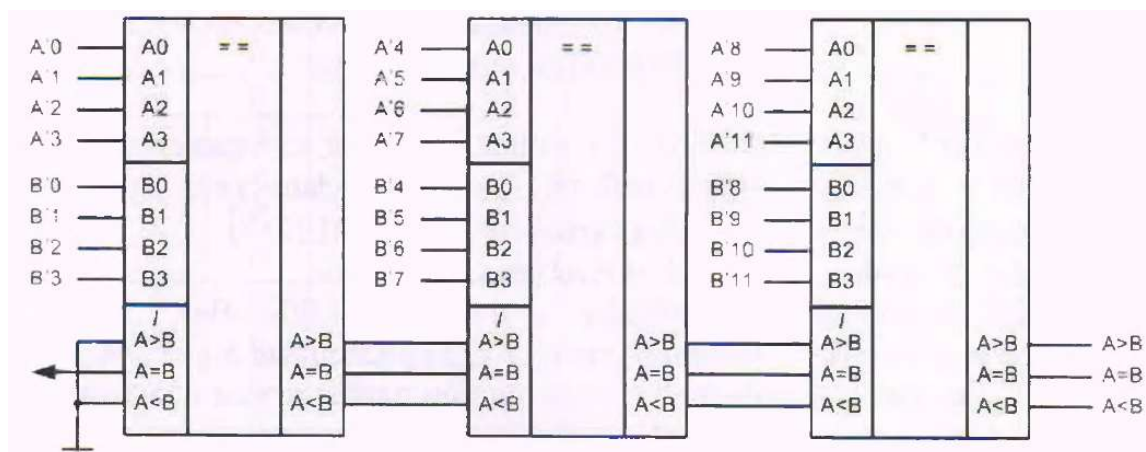 A'0 A0 == A'4 A0 == A'8 A0 ==
A'1 A1 A'5 A1 A'9 A1
A'2 A2 A'6 A2 A'10 A2
A'3 A3 A'7 A3 A'11 A3
B'0 B0 B'4 B0 B'8 B0
B'1 B1 B'5 B1 B'9 B1
B'2 B2 B'6 B2 B'10 B2
B'3 B3 B'7 B3 B'11 B3
I I I
A>B A>B A>B A>B A>B A>B A>B
A=B A=B A=B A=B A=B A=B A=B
A<B A<B A<B A<B A<B A<B A<B